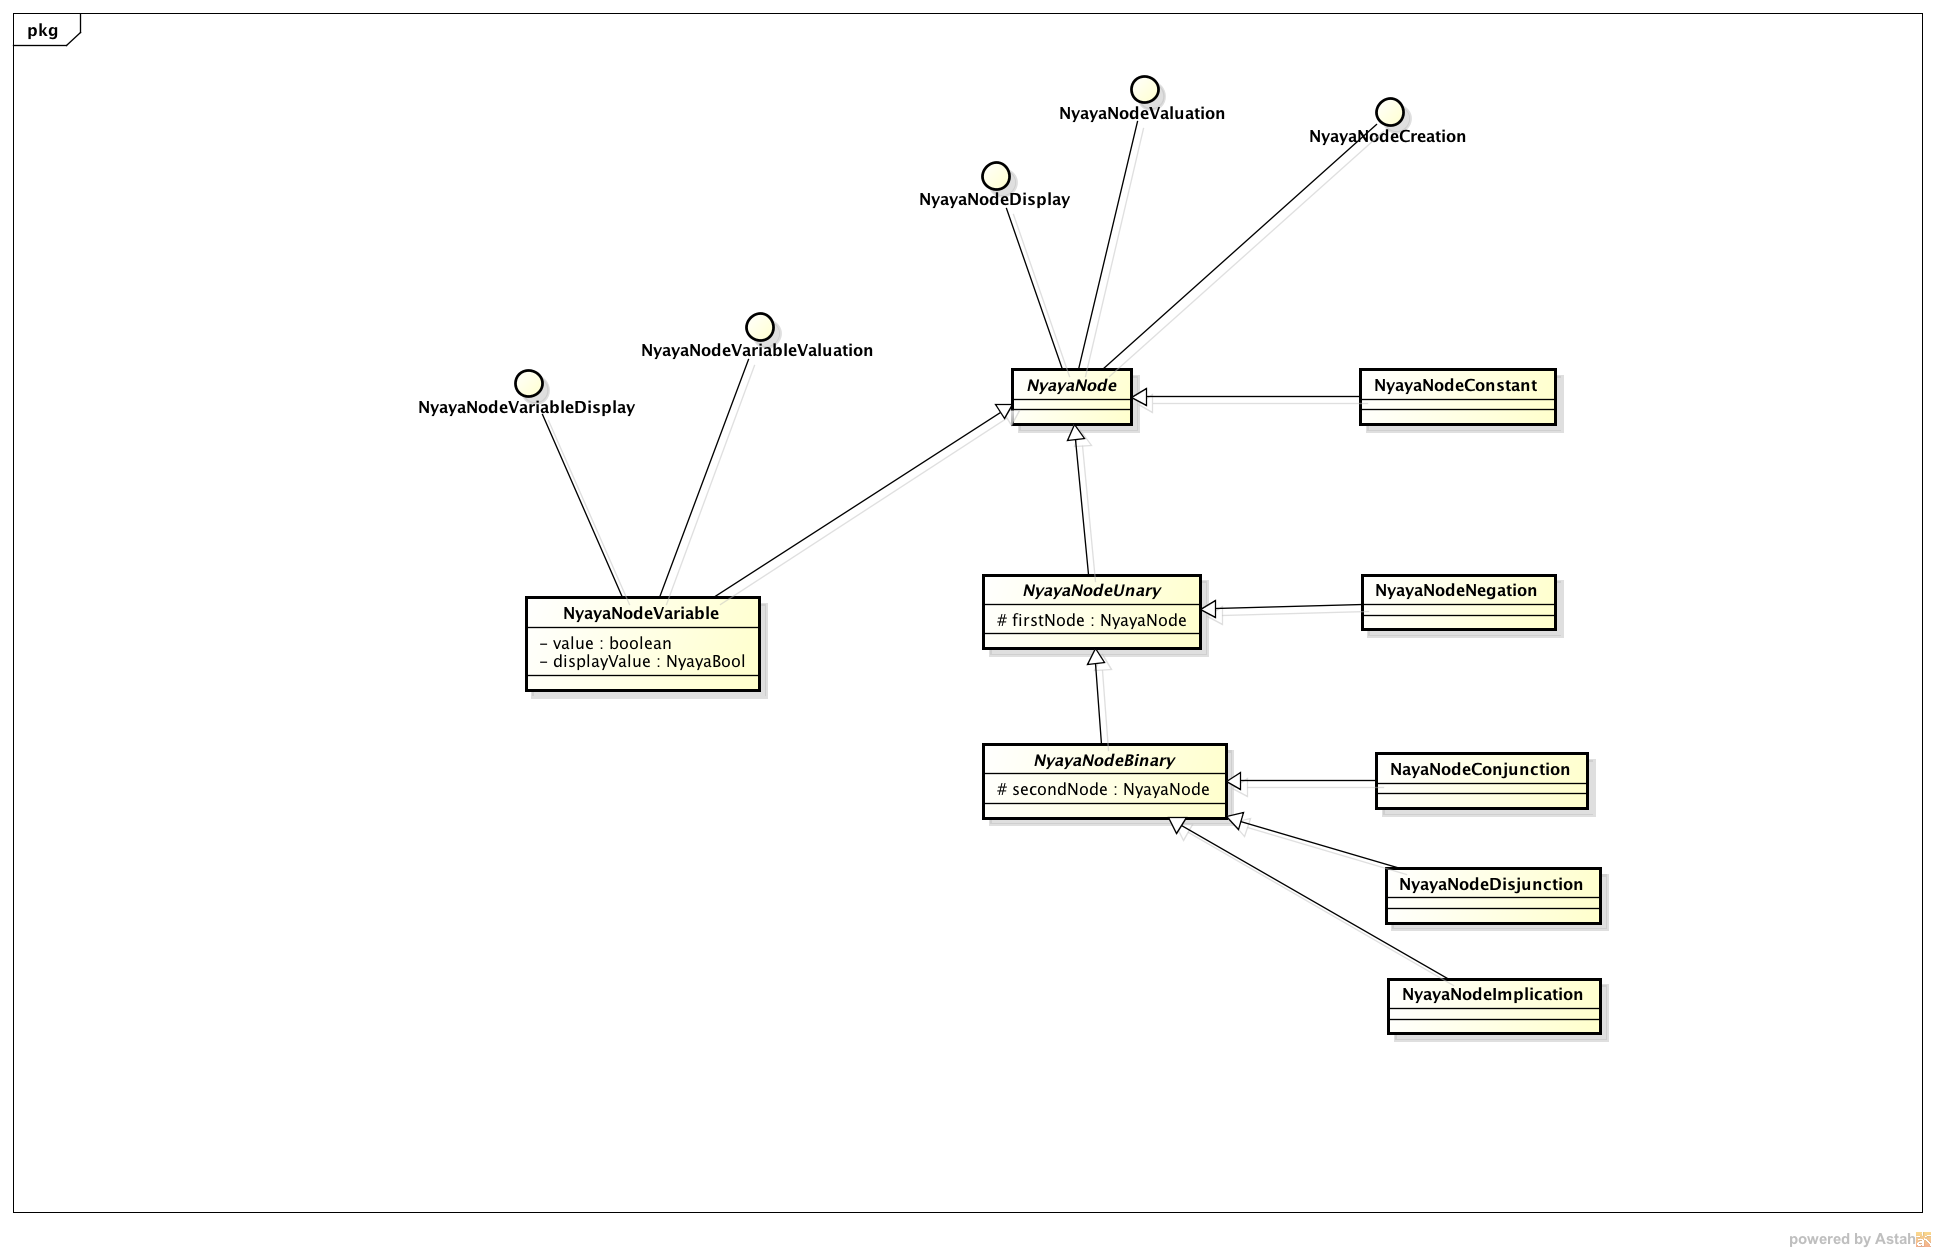 pkg
NyayaNodeValuation
NyayaNodeCreation
NyayaNodeDisplay
NyayaNodeVariableValuation
NyayaNodeVariableDisplay
NyayaNode
NyayaNodeConstant
NyayaNodeUnary
# firstNode : NyayaNode
NyayaNodeNegation
NyayaNodeVariable
- value : boolean
- displayValue : NyayaBool
NyayaNodeBinary
# secondNode : NyayaNode
NayaNodeConjunction
NyayaNodeDisjunction
NyayaNodeImplication
powered by Astah